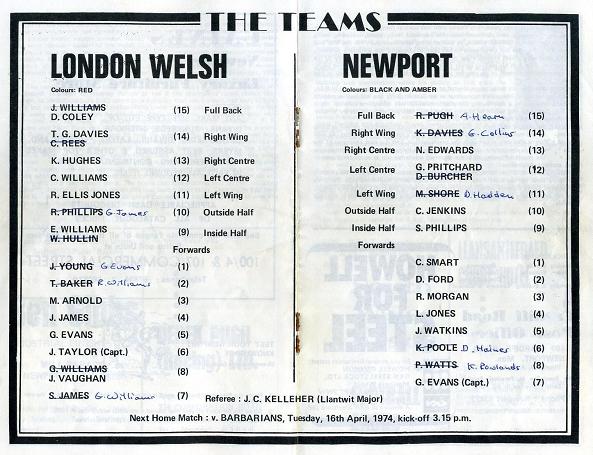 THE TEAMS
LONDON WELSH
Colours: RED
J. WILLIAMS
D. COLEY (15) Full Back
T. G. DAVIES
C. REES (14) Right Wing
K. HUGHES (13) Right Centre
C. WILLIAMS (12) Left Centre
R. ELLIS JONES (11) Left Wing
R. PHILLIPS G. James (10) Outside Half
E. WILLIAMS
W. HULLIN (9) Inside Half
Forwards
J. YOUNG G Evans (1)
T. BAKER R. Williams (2)
M. ARNOLD (3)
J. JAMES (4)
G. EVANS (5)
J. TAYLOR (Capt.) (6)
G. WILLIAMS
J. VAUGHAN (8)
S. JAMES G. Williams (7)
NEWPORT
Colours: BLACK AND AMBER
Full Back R. PUGH A. Hearn (15)
Right Wing K. DAVIES G. Collins (14)
Right Centre N. EDWARDS (13)
Left Centre G. PRITCHARD
D. BURCHER (12)
Left Wing M. SHORE D. Haddon (11)
Outside Half C. JENKINS (10)
Inside Half S. PHILLIPS (9)
Forwards
C. SMART (1)
D. FORD (2)
R. MORGAN (3)
L. JONES (4)
J. WATKINS (5)
K. POOLE D. Haines (6)
P. WATTS K. Rowlands (8)
G. EVANS (Capt.) (7)
Referee : J. C. KELLEHER (Llantwit Major)
Next Home Match : v. BARBARIANS, Tuesday, 16th April, 1974, kick-off 3.15 p.m.